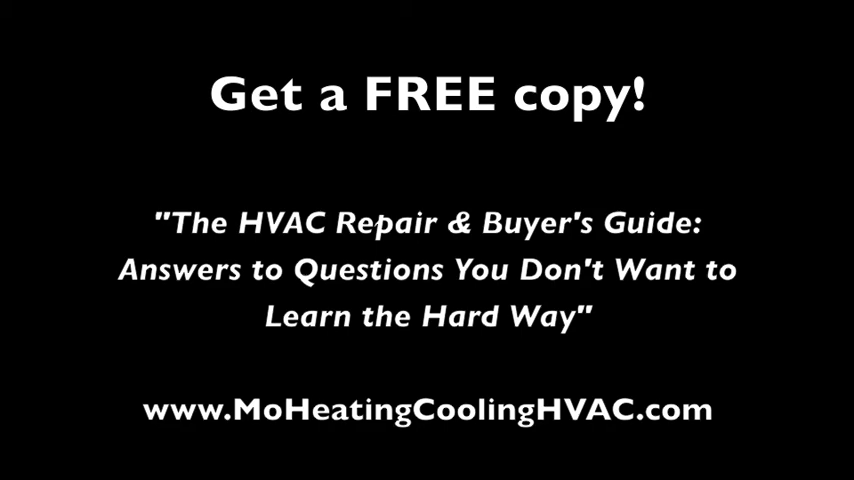 Get a FREE copy!
"The HVAC Repair & Buyer's Guide:
Answers to Questions You Don't Want to
Learn the Hard Way"
www.MoHeatingCoolingHVAC.com